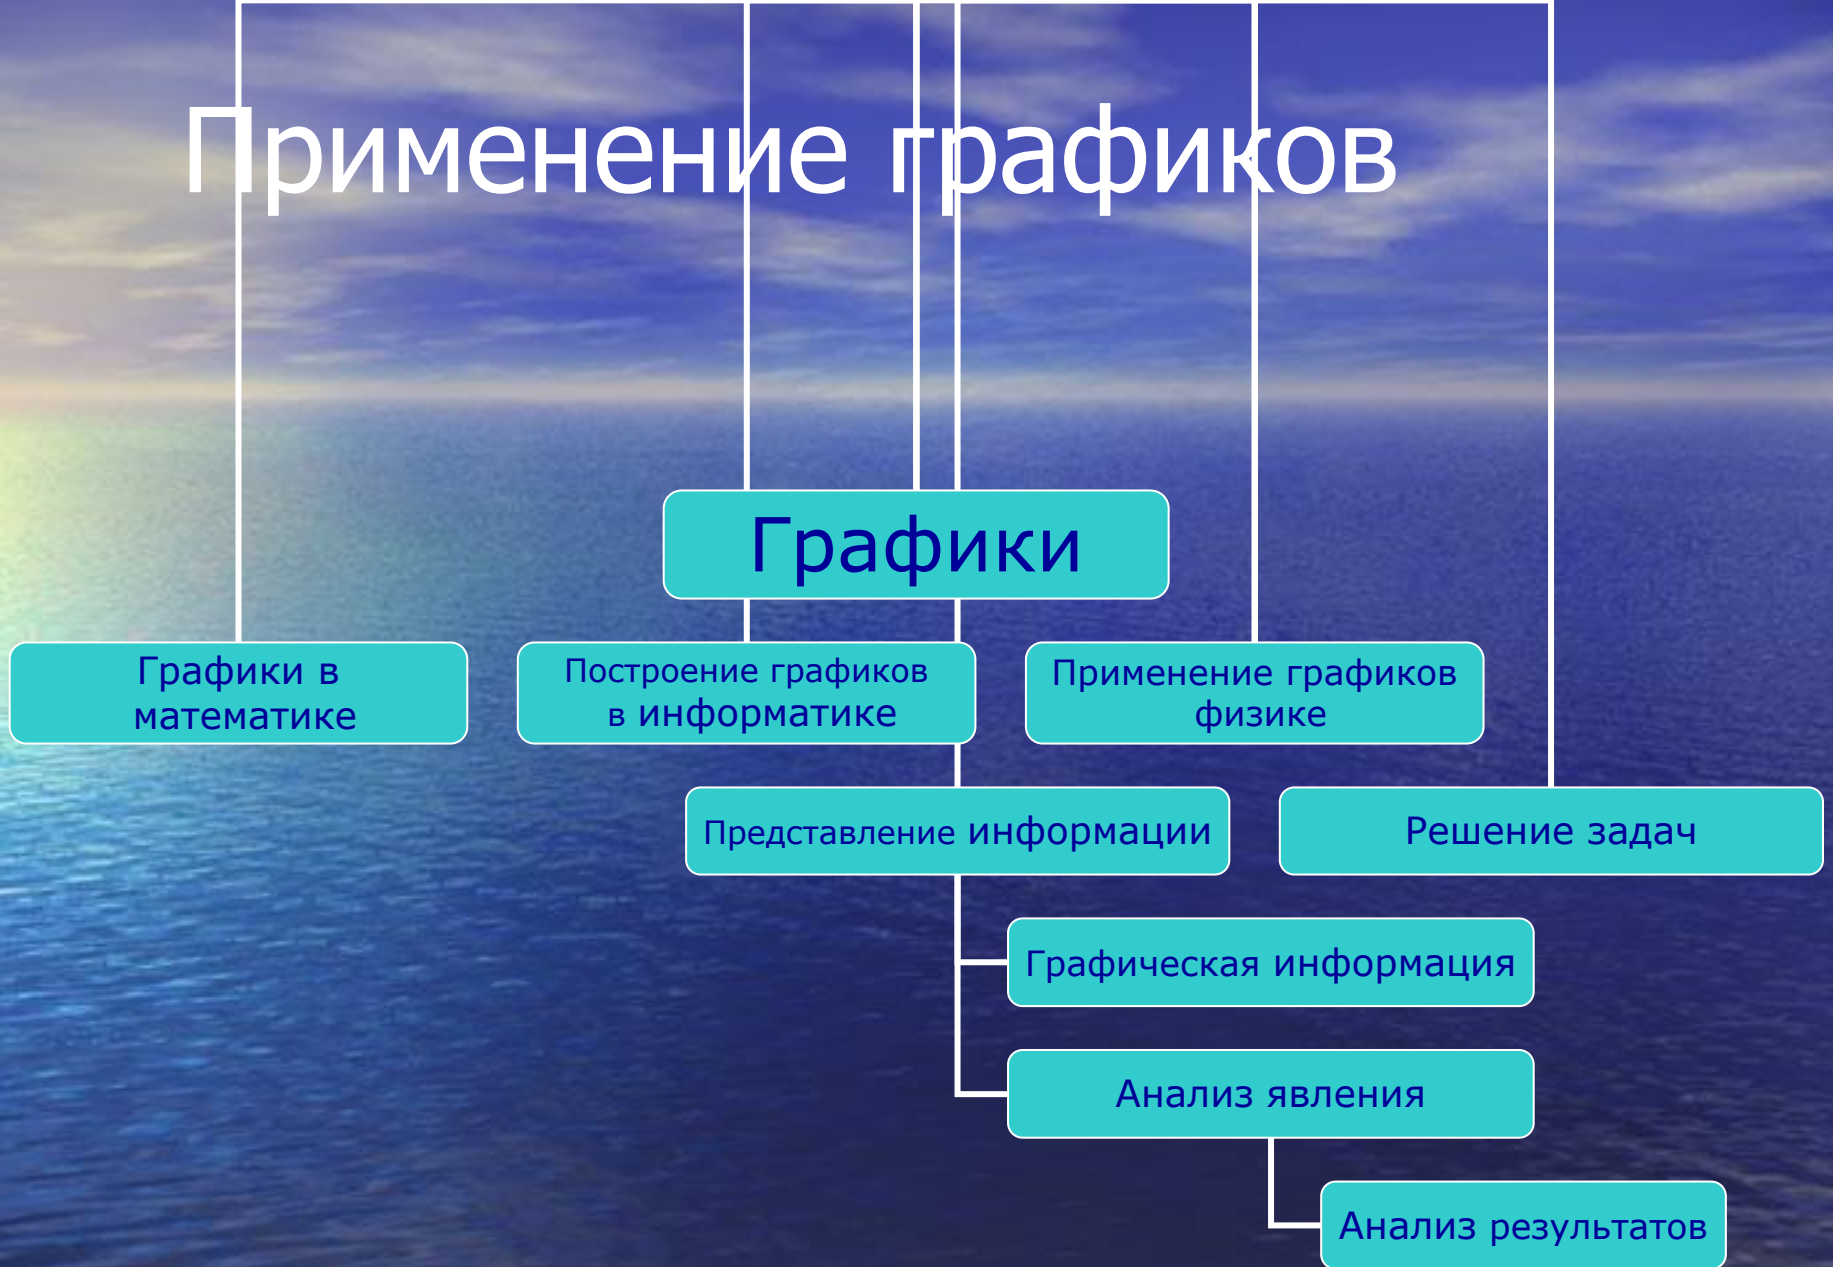 Применение графиков
Графики
Графики в
математике
Построение графиков
в информатике
Применение графиков
физике
Представление информации
Решение задач
Графическая информация
Анализ явления
Анализ результатов